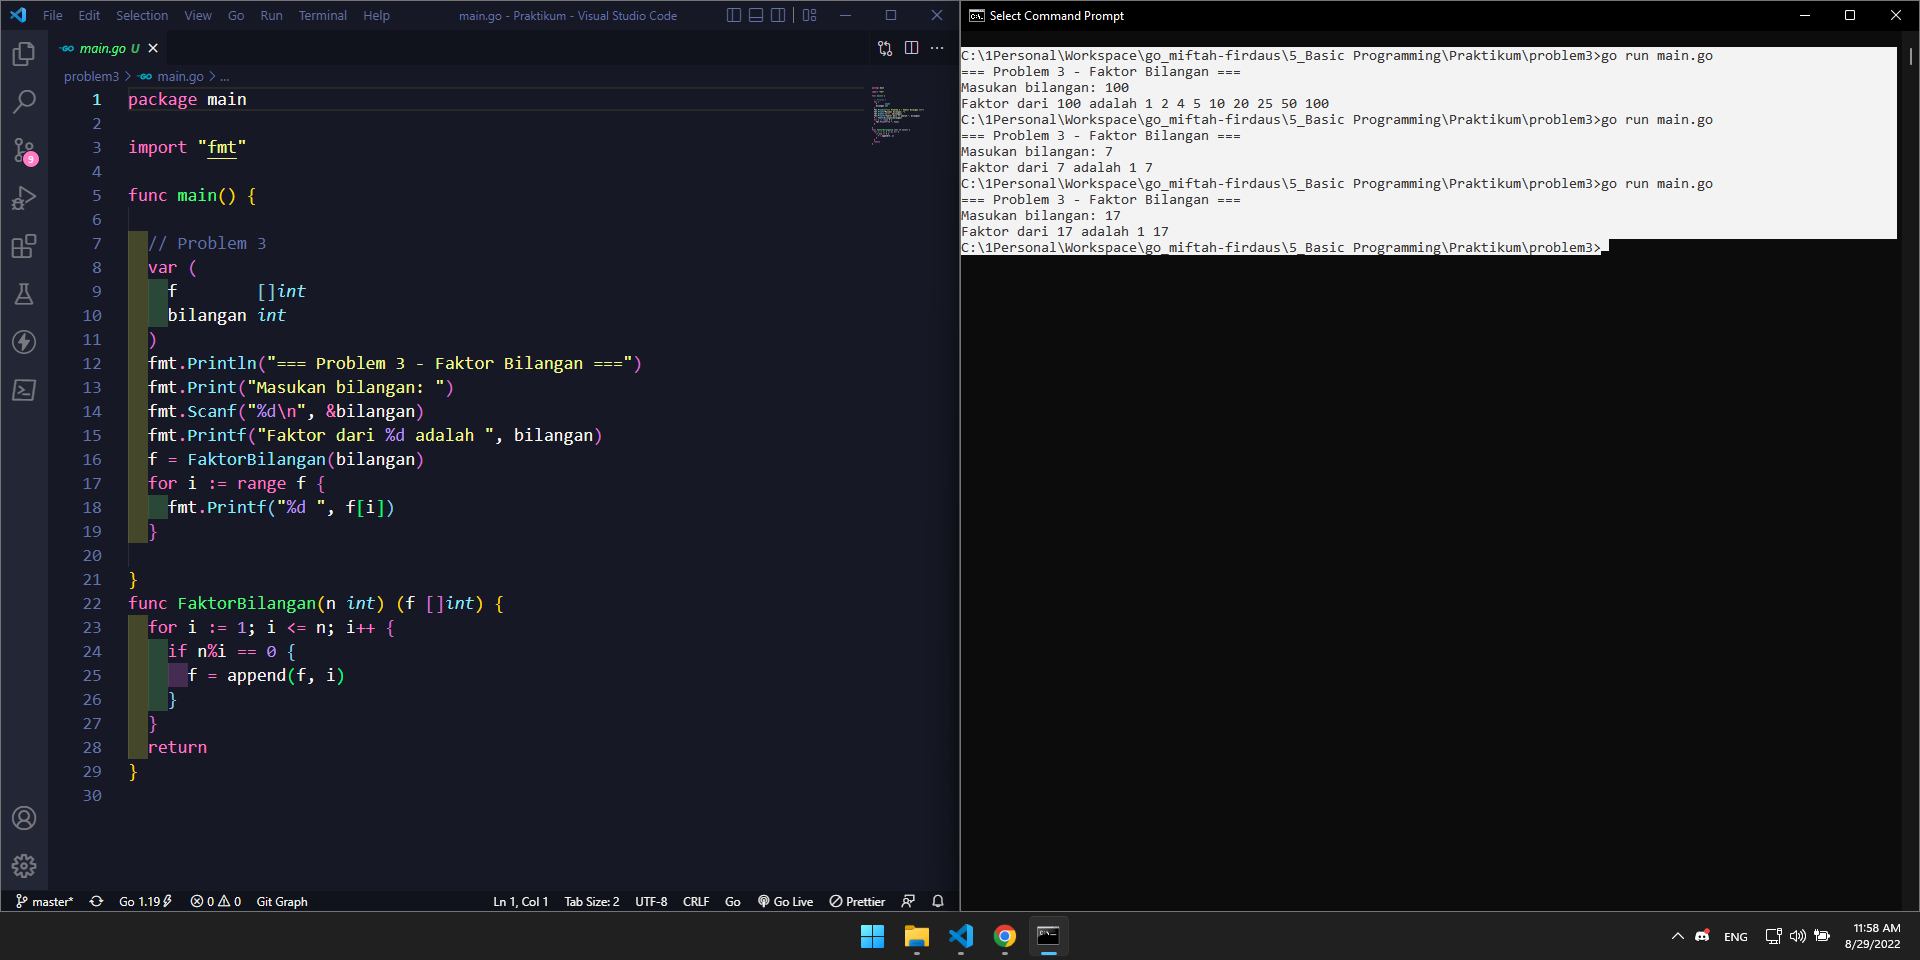 File Edit Selection View Go Run Terminal Help main.go - Praktikum - Visual Studio Code
main.go U
problem3 > main.go > ...
1 package main
2
3 import "fmt"
4
5 func main() {
6
7 // Problem 3
8 var (
9 f []int
10 bilangan int
11 )
12 fmt.Println("=== Problem 3 - Faktor Bilangan ===")
13 fmt.Print("Masukan bilangan: ")
14 fmt.Scanf("%d\n", &bilangan)
15 fmt.Printf("Faktor dari %d adalah ", bilangan)
16 f = FaktorBilangan(bilangan)
17 for i := range f {
18 fmt.Printf("%d ", f[i])
19 }
20
21 }
22 func FaktorBilangan(n int) (f []int) {
23 for i := 1; i <= n; i++ {
24 if n%i == 0 {
25 f = append(f, i)
26 }
27 }
28 return
29 }
30
9
master* Go 1.19 0 0 Git Graph Ln 1, Col 1 Tab Size: 2 UTF-8 CRLF Go Go Live Prettier
Select Command Prompt
C:\1Personal\Workspace\go_miftah-firdaus\5_Basic Programming\Praktikum\problem3>go run main.go
=== Problem 3 - Faktor Bilangan ===
Masukan bilangan: 100
Faktor dari 100 adalah 1 2 4 5 10 20 25 50 100
C:\1Personal\Workspace\go_miftah-firdaus\5_Basic Programming\Praktikum\problem3>go run main.go
=== Problem 3 - Faktor Bilangan ===
Masukan bilangan: 7
Faktor dari 7 adalah 1 7
C:\1Personal\Workspace\go_miftah-firdaus\5_Basic Programming\Praktikum\problem3>go run main.go
=== Problem 3 - Faktor Bilangan ===
Masukan bilangan: 17
Faktor dari 17 adalah 1 17
C:\1Personal\Workspace\go_miftah-firdaus\5_Basic Programming\Praktikum\problem3>
ENG
11:58 AM
8/29/2022